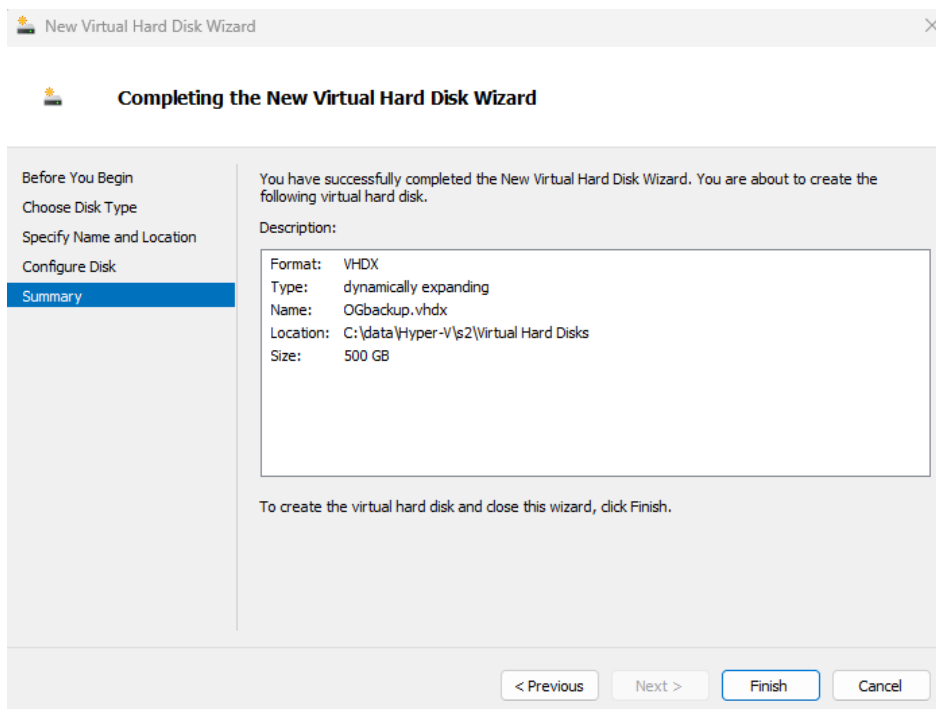 New Virtual Hard Disk Wizard
Completing the New Virtual Hard Disk Wizard
Before You Begin
Choose Disk Type
Specify Name and Location
Configure Disk
Summary
You have successfully completed the New Virtual Hard Disk Wizard. You are about to create the
following virtual hard disk.
Description:
Format: VHDX
Type: dynamically expanding
Name: OGbackup.vhdx
Location: C:\data\Hyper-V\s2\Virtual Hard Disks
Size: 500 GB
To create the virtual hard disk and close this wizard, click Finish.
< Previous Next > Finish Cancel